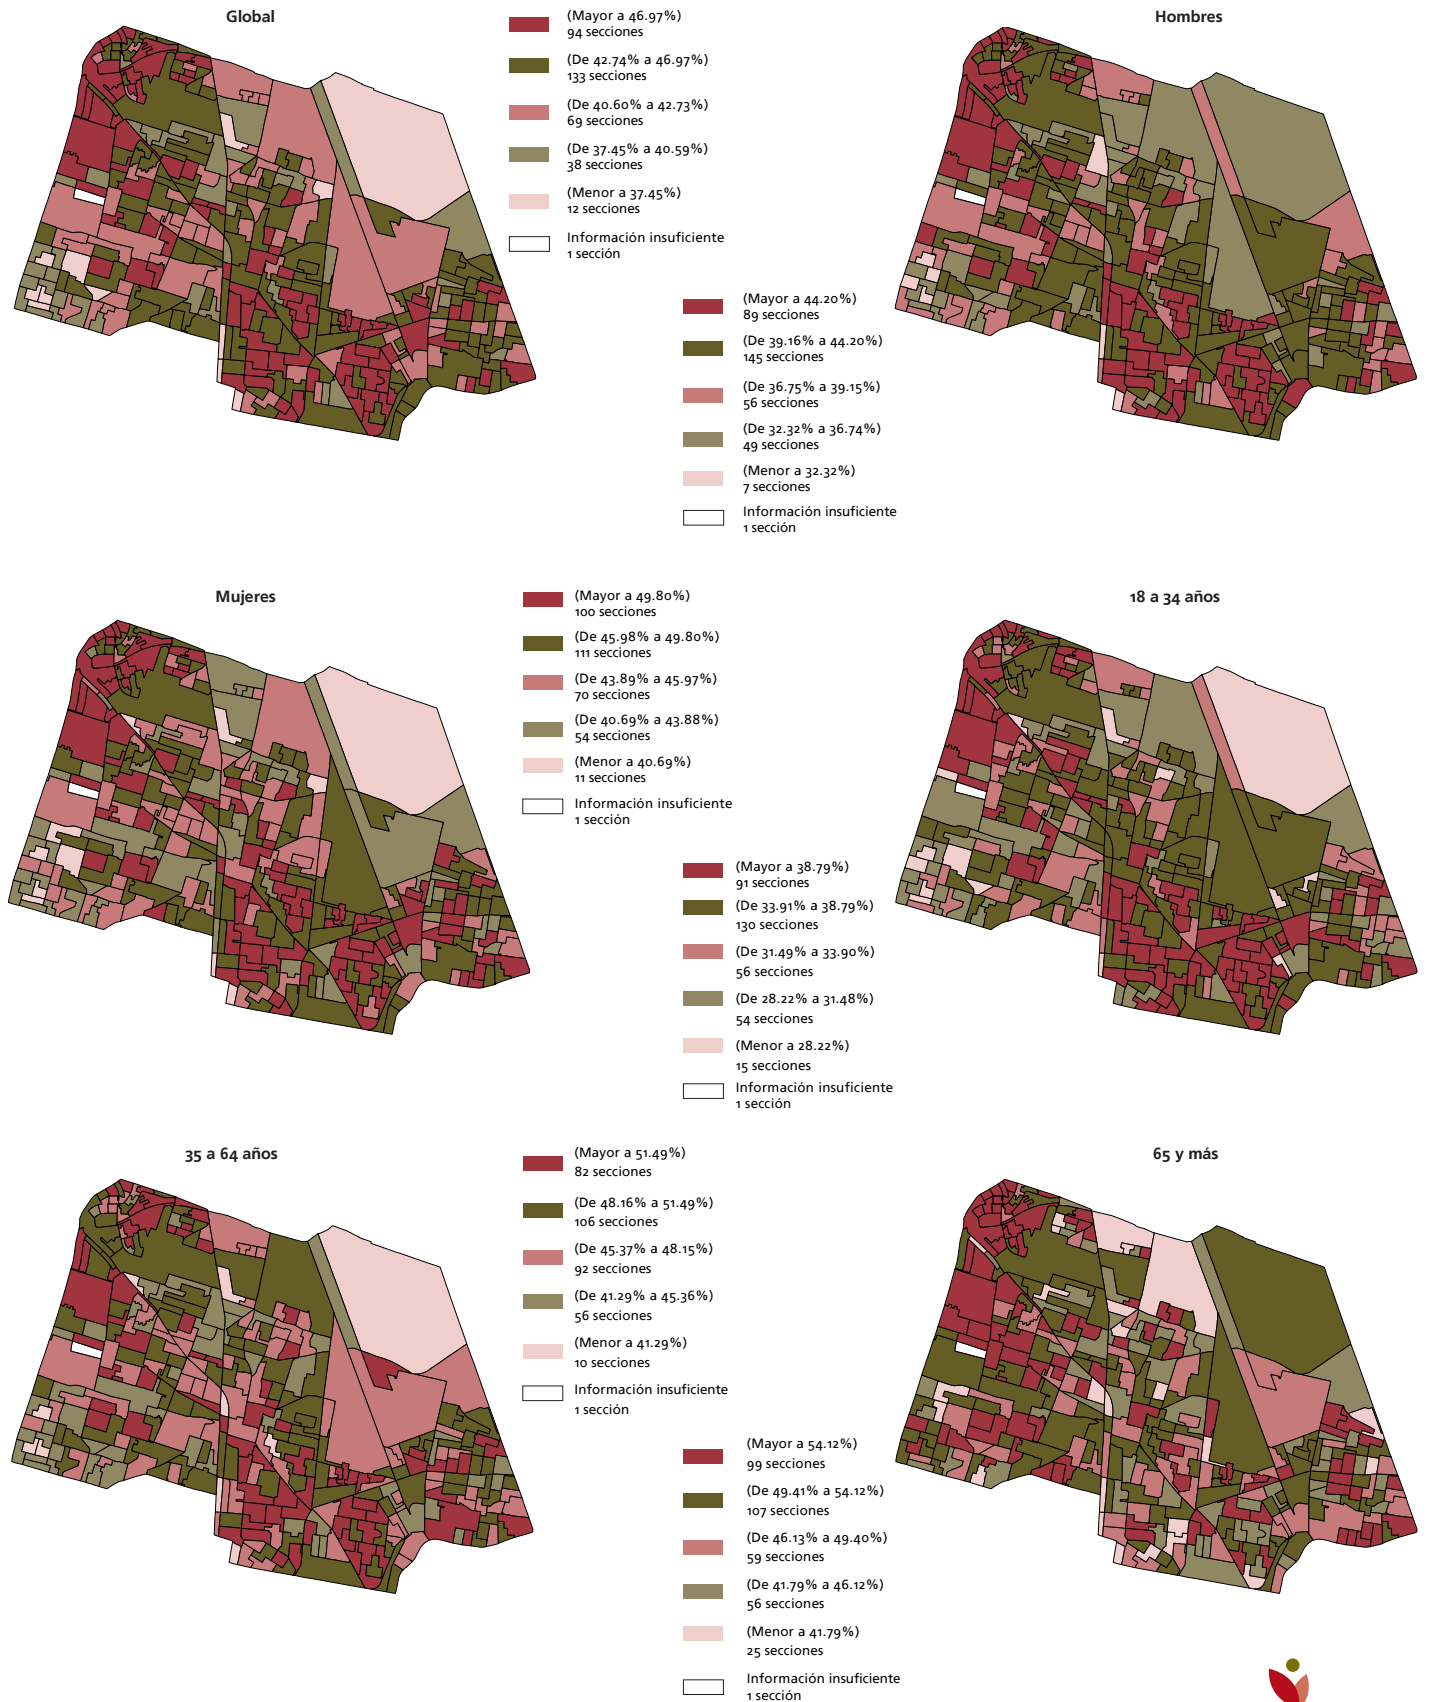 Global
(Mayor a 46.97%)
94 secciones
(De 42.74% a 46.97%)
133 secciones
(De 40.60% a 42.73%)
69 secciones
(De 37.45% a 40.59%)
38 secciones
(Menor a 37.45%)
12 secciones
Información insuficiente
1 sección
Hombres
(Mayor a 44.20%)
89 secciones
(De 39.16% a 44.20%)
145 secciones
(De 36.75% a 39.15%)
56 secciones
(De 32.32% a 36.74%)
49 secciones
(Menor a 32.32%)
7 secciones
Información insuficiente
1 sección
Mujeres
(Mayor a 49.80%)
100 secciones
(De 45.98% a 49.80%)
111 secciones
(De 43.89% a 45.97%)
70 secciones
(De 40.69% a 43.88%)
54 secciones
(Menor a 40.69%)
11 secciones
Información insuficiente
1 sección
18 a 34 años
(Mayor a 38.79%)
91 secciones
(De 33.91% a 38.79%)
130 secciones
(De 31.49% a 33.90%)
56 secciones
(De 28.22% a 31.48%)
54 secciones
(Menor a 28.22%)
15 secciones
Información insuficiente
1 sección
35 a 64 años
(Mayor a 51.49%)
82 secciones
(De 48.16% a 51.49%)
106 secciones
(De 45.37% a 48.15%)
92 secciones
(De 41.29% a 45.36%)
56 secciones
(Menor a 41.29%)
10 secciones
Información insuficiente
1 sección
65 y más
(Mayor a 54.12%)
99 secciones
(De 49.41% a 54.12%)
107 secciones
(De 46.13% a 49.40%)
59 secciones
(De 41.79% a 46.12%)
56 secciones
(Menor a 41.79%)
25 secciones
Información insuficiente
1 sección